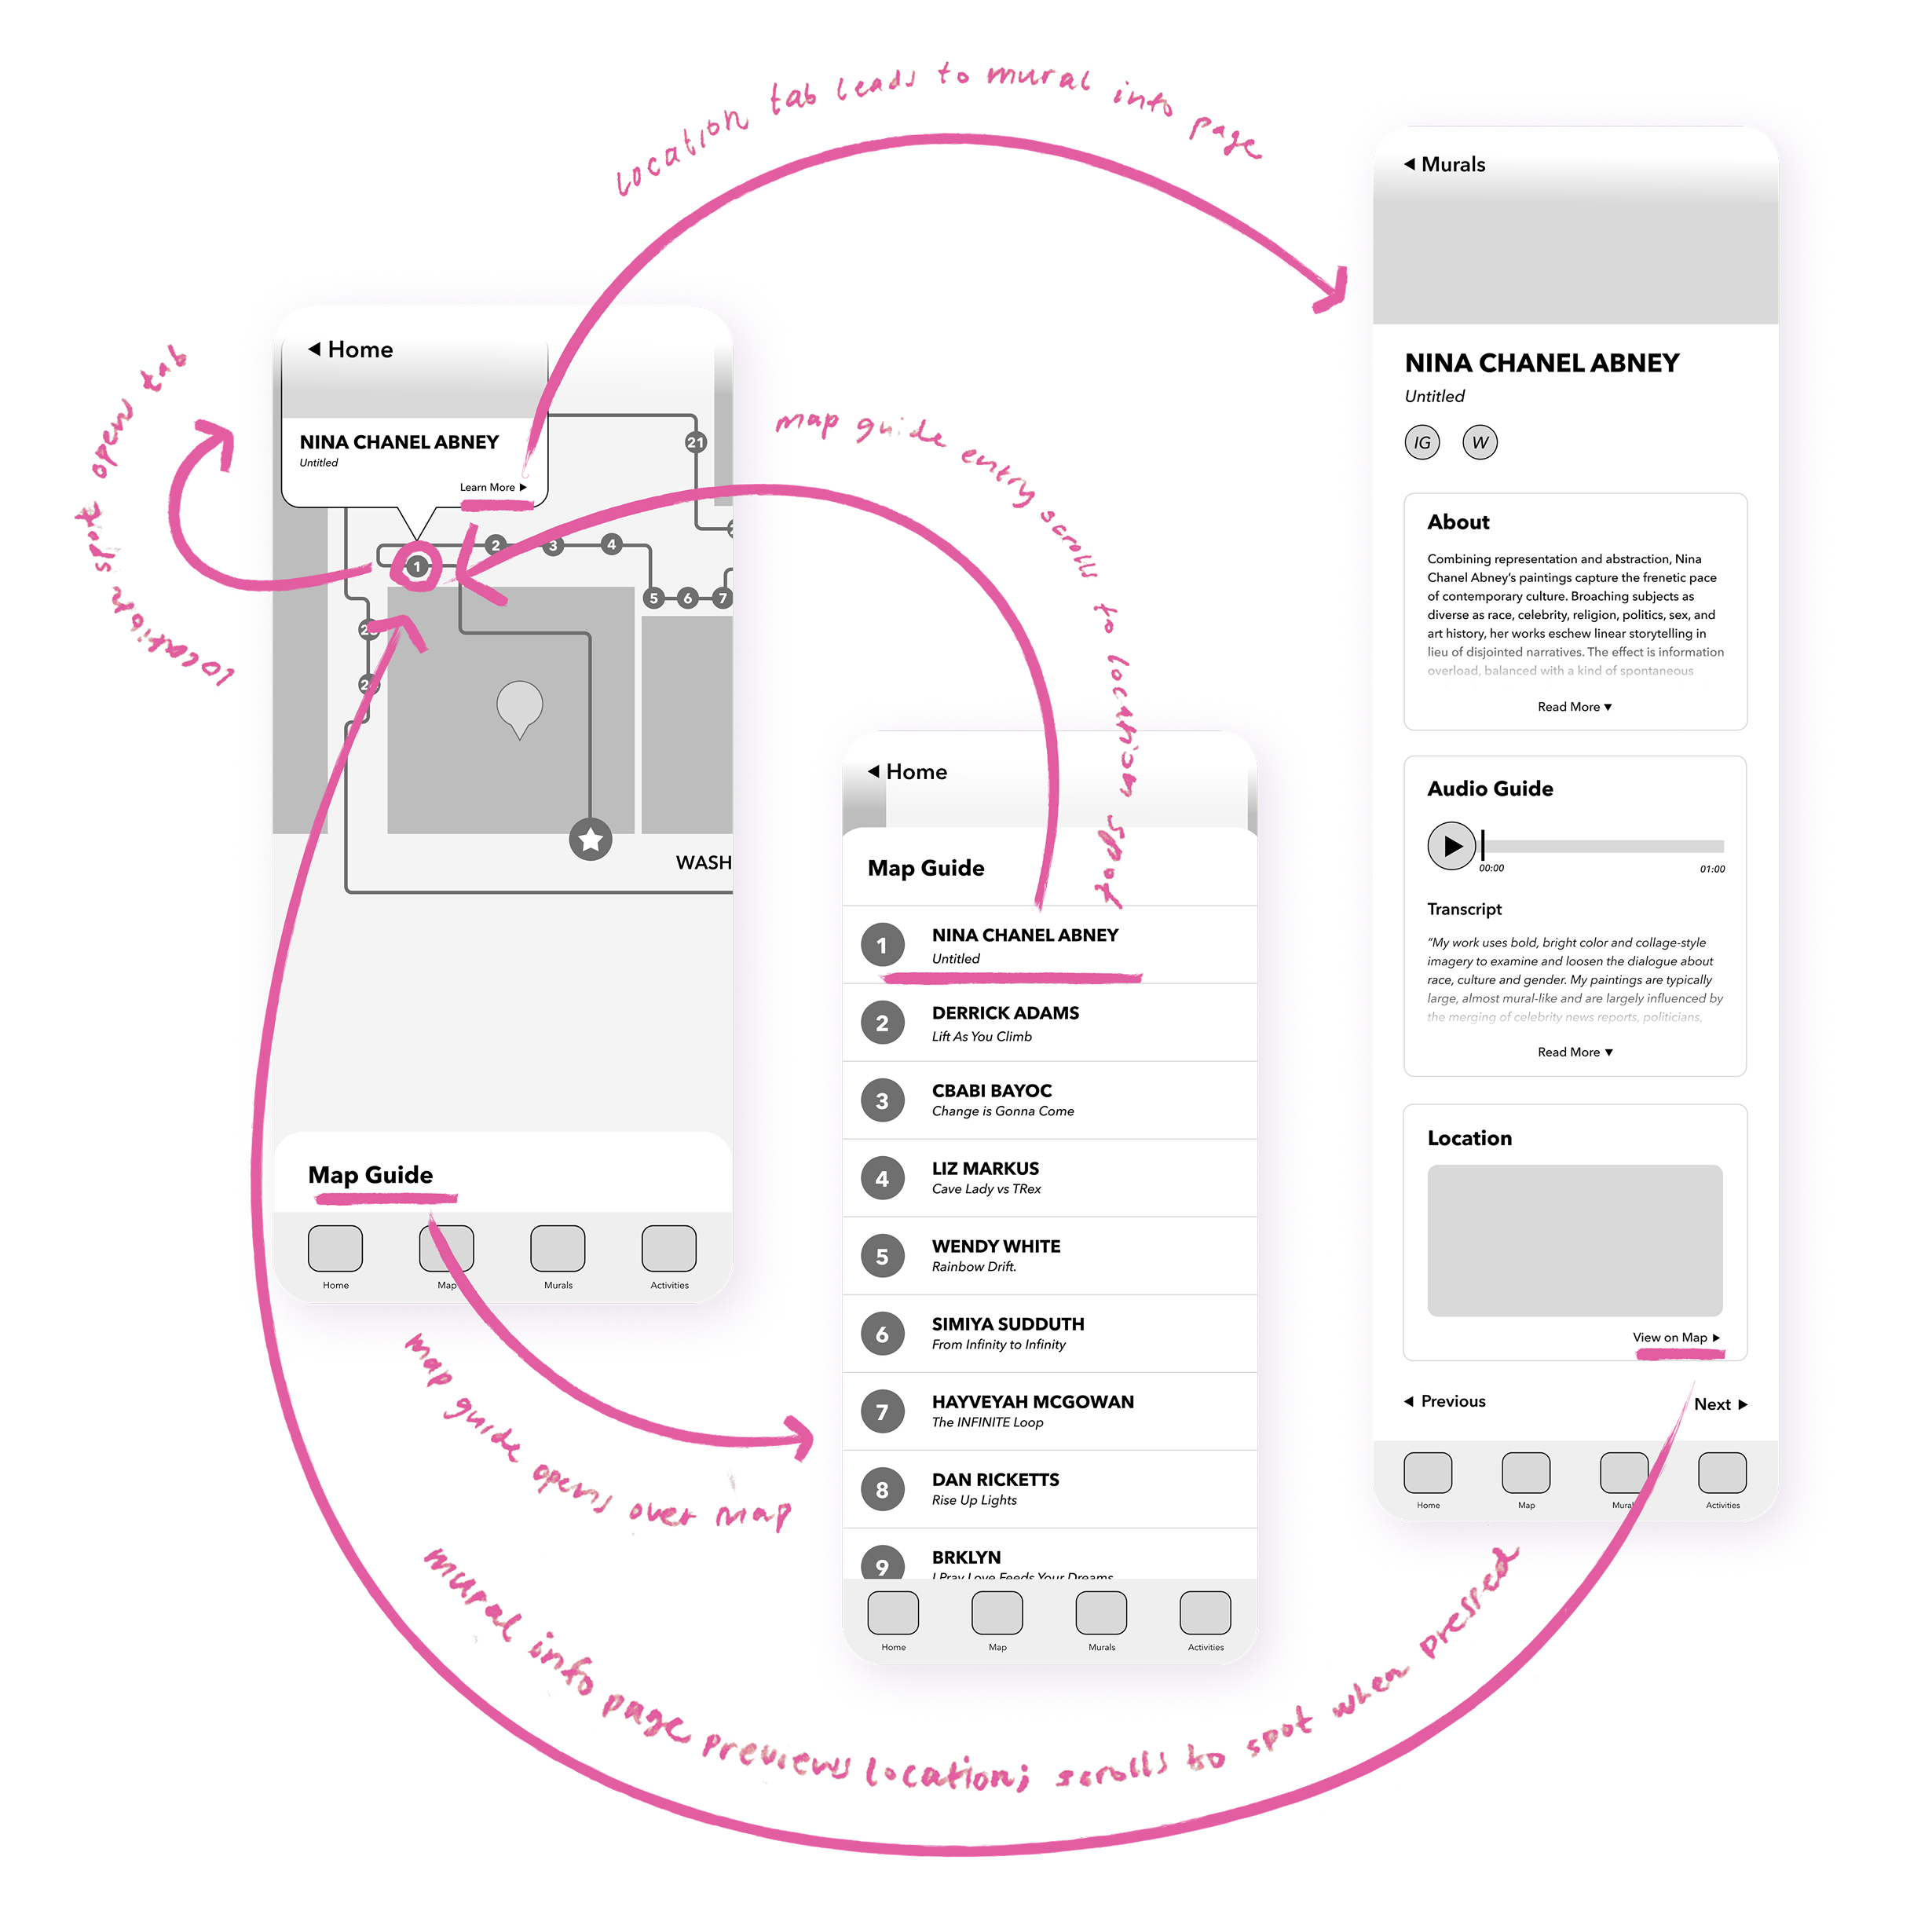 location tab leads to mural info page
location spot opens tab
map guide entry scrolls to location spot
map guide opens over map
mural info page previews location; scrolls to spot when pressed
◀ Home
NINA CHANEL ABNEY
Untitled
Learn More ▶
21
2
3
4
1
5
6
7
WASH
Map Guide
Home
Map
Murals
Activities
◀ Home
Map Guide
1
NINA CHANEL ABNEY
Untitled
2
DERRICK ADAMS
Lift As You Climb
3
CBABI BAYOC
Change is Gonna Come
4
LIZ MARKUS
Cave Lady vs TRex
5
WENDY WHITE
Rainbow Drift.
6
SIMIYA SUDDUTH
From Infinity to Infinity
7
HAYVEYAH MCGOWAN
The INFINITE Loop
8
DAN RICKETTS
Rise Up Lights
9
BRKLYN
I Pray Love Feeds Your Dreams
Home
Map
Murals
Activities
◀ Murals
NINA CHANEL ABNEY
Untitled
IG W
About
Combining representation and abstraction, Nina
Chanel Abney’s paintings capture the frenetic pace
of contemporary culture. Broaching subjects as
diverse as race, celebrity, religion, politics, sex, and
art history, her works eschew linear storytelling in
lieu of disjointed narratives. The effect is information
overload, balanced with a kind of spontaneous
Read More ▼
Audio Guide
00:00
01:00
Transcript
“My work uses bold, bright color and collage-style
imagery to examine and loosen the dialogue about
race, culture and gender. My paintings are typically
large, almost mural-like and are largely influenced by
the merging of celebrity news reports, politicians,
Read More ▼
Location
View on Map ▶
◀ Previous
Next ▶
Home
Map
Murals
Activities